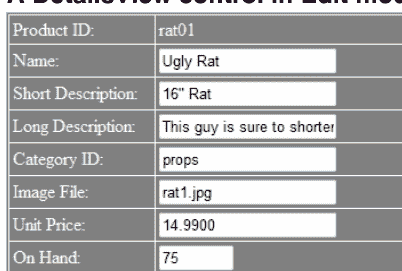 A DetailsView control in Edit mod
Product ID: rat01
Name: Ugly Rat
Short Description: 16" Rat
Long Description: This guy is sure to shorter
Category ID: props
Image File: rat1.jpg
Unit Price: 14.9900
On Hand: 75